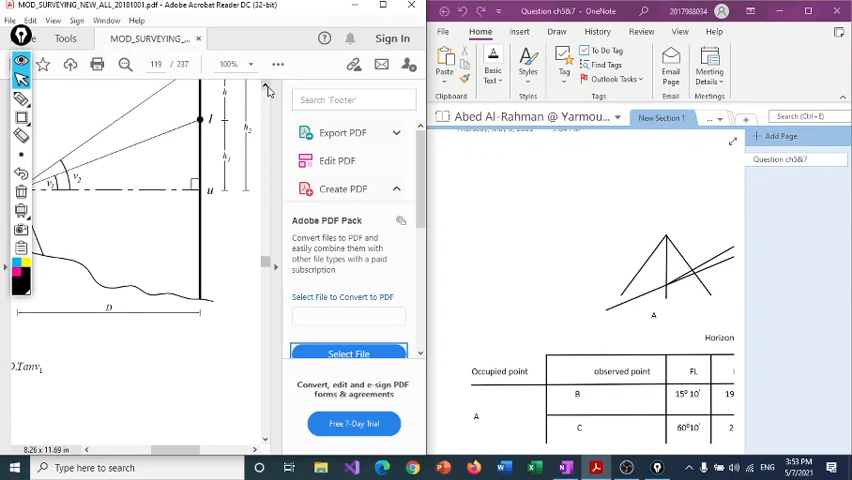 MOD_SURVEYING_NEW_ALL_20181001.pdf - Adobe Acrobat Reader DC (32-bit)
File Edit View Sign Window Help
Tools
MOD_SURVEYING_...
Sign In
119 / 237
100%
h
l
h₂
h₁
v₂
v₁
u
D
D.Tanv₁
8.26 x 11.69 in
Search 'Footer'
Export PDF
Edit PDF
Create PDF
Adobe PDF Pack
Convert files to PDF and
easily combine them with
other file types with a paid
subscription
Select File to Convert to PDF
Select File
Convert, edit and e-sign PDF
forms & agreements
Free 7-Day Trial
Question ch5&7 - OneNote
2017988034
File Home Insert Draw History Review View Help
Paste
Clipboard
Basic
Text
Styles
Tag
To Do Tag
Find Tags
Outlook Tasks
Tags
Email
Page
Email
Meeting
Details
Meetings
Abed Al-Rahman @ Yarmou...
New Section 1
...
Search (Ctrl+E)
Add Page
Question ch5&7
A
Horizon
Occupied point observed point FL
B 15° 10' 19
A
C 60°10' 2
Type here to search
ENG
3:53 PM
5/7/2021